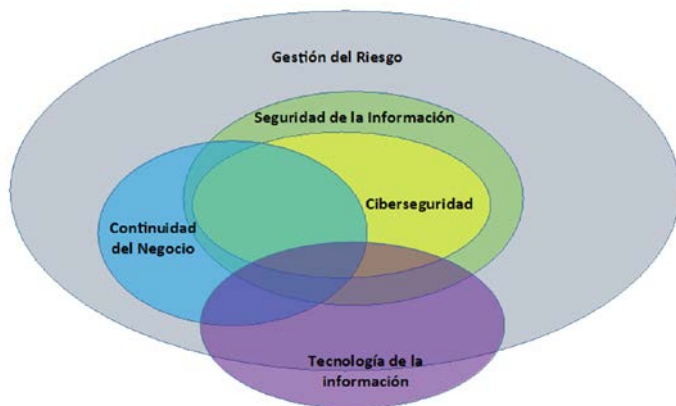 Gestión del Riesgo
Seguridad de la Información
Ciberseguridad
Continuidad
del Negocio
Tecnología de la
información